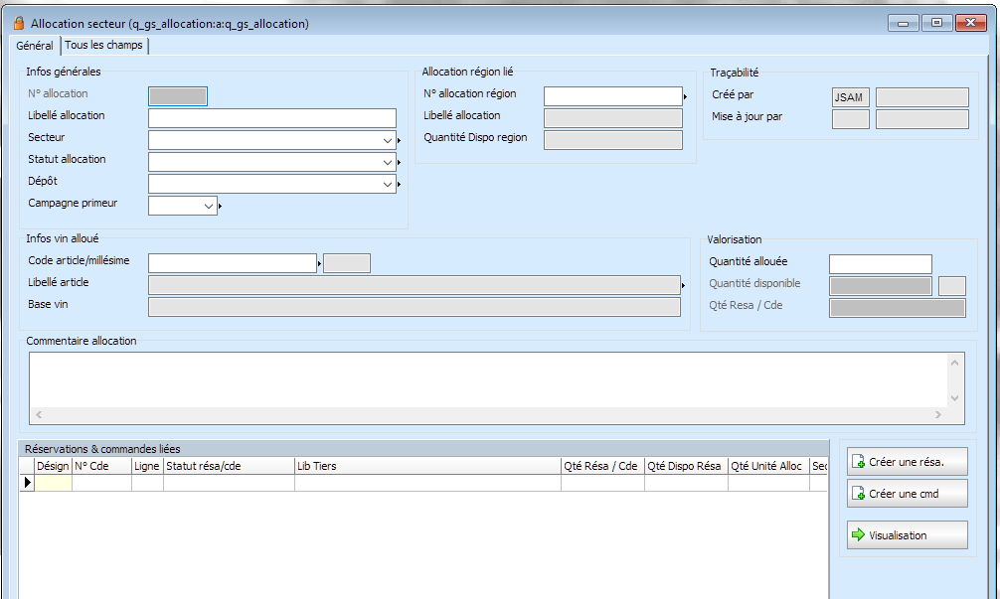 Allocation secteur (q_gs_allocation:a:q_gs_allocation)
Général
Tous les champs
Infos générales
N° allocation
Libellé allocation
Secteur
Statut allocation
Dépôt
Campagne primeur
Allocation région lié
N° allocation région
Libellé allocation
Quantité Dispo region
Traçabilité
Créé par
JSAM
Mise à jour par
Infos vin alloué
Code article/millésime
Libellé article
Base vin
Valorisation
Quantité allouée
Quantité disponible
Qté Resa / Cde
Commentaire allocation
Réservations & commandes liées
Désign N° Cde Ligne Statut résa/cde Lib Tiers Qté Résa / Cde Qté Dispo Résa Qté Unité Alloc Sec
Créer une résa.
Créer une cmd
Visualisation